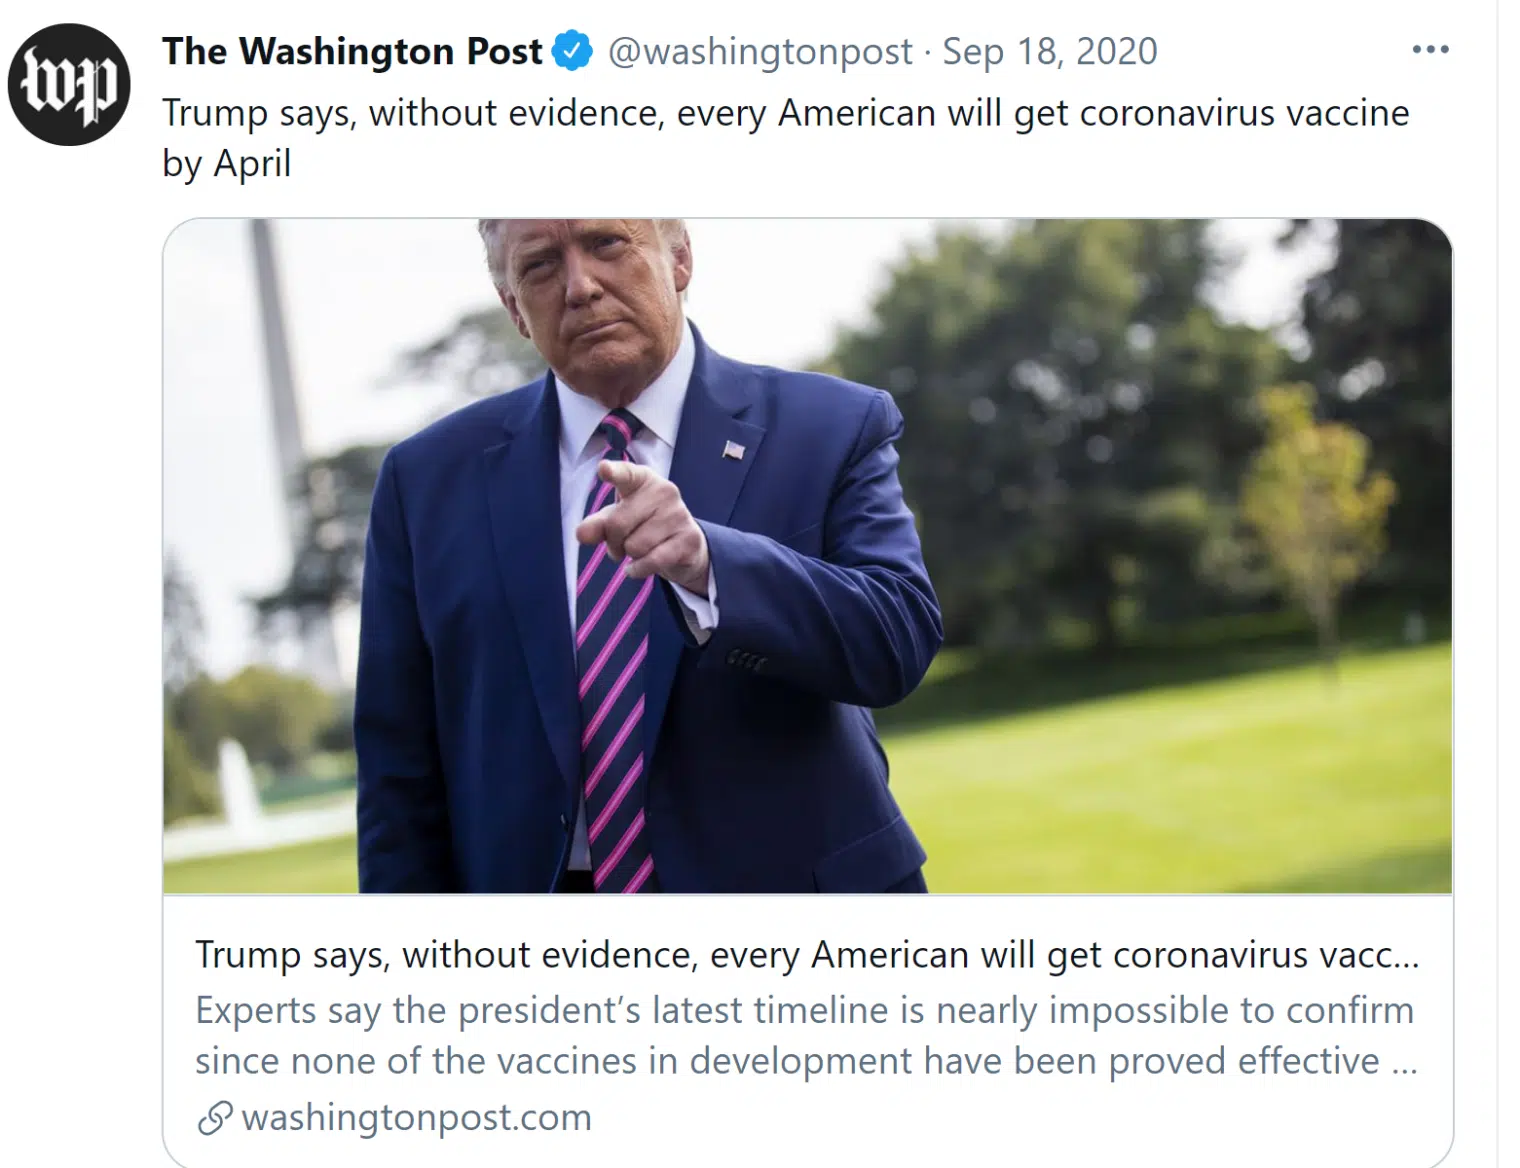 wp
The Washington Post @washingtonpost · Sep 18, 2020
Trump says, without evidence, every American will get coronavirus vaccine
by April
Trump says, without evidence, every American will get coronavirus vacc...
Experts say the president’s latest timeline is nearly impossible to confirm
since none of the vaccines in development have been proved effective ...
washingtonpost.com